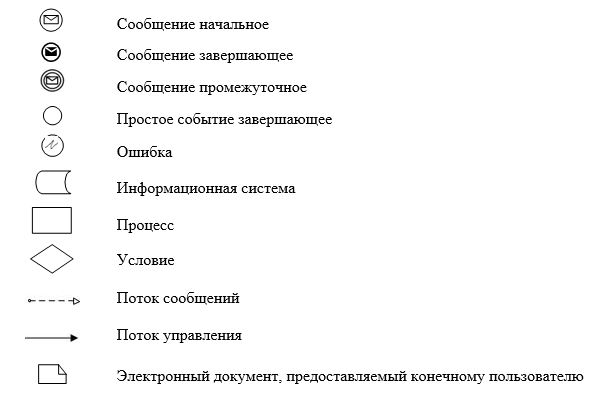 Сообщение начальное
Сообщение завершающее
Сообщение промежуточное
Простое событие завершающее
Ошибка
Информационная система
Процесс
Условие
Поток сообщений
Поток управления
Электронный документ, предоставляемый конечному пользователю